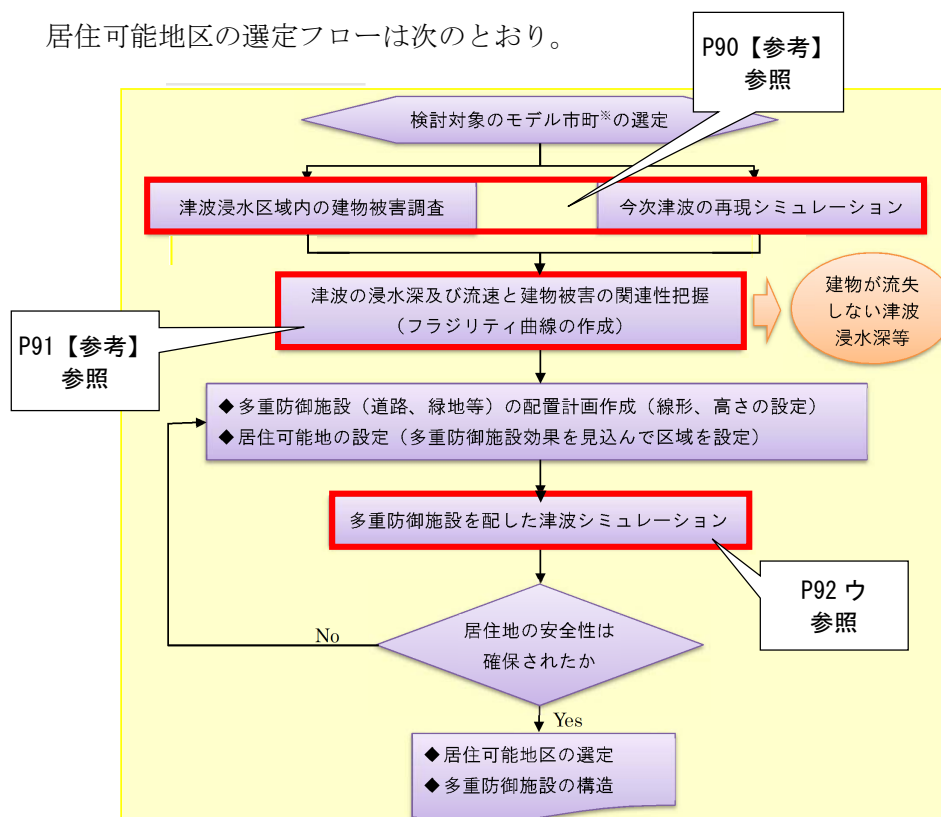 居住可能地区の選定フローは次のとおり。
P90【参考】
参照
検討対象のモデル市町※の選定
津波浸水区域内の建物被害調査
今次津波の再現シミュレーション
津波の浸水深及び流速と建物被害の関連性把握
（フラジリティ曲線の作成）
建物が流失
しない津波
浸水深等
P91【参考】
参照
◆多重防御施設（道路、緑地等）の配置計画作成（線形、高さの設定）
◆居住可能地の設定（多重防御施設効果を見込んで区域を設定）
多重防御施設を配した津波シミュレーション
P92 ウ
参照
居住地の安全性は
確保されたか
No
Yes
◆居住可能地区の選定
◆多重防御施設の構造